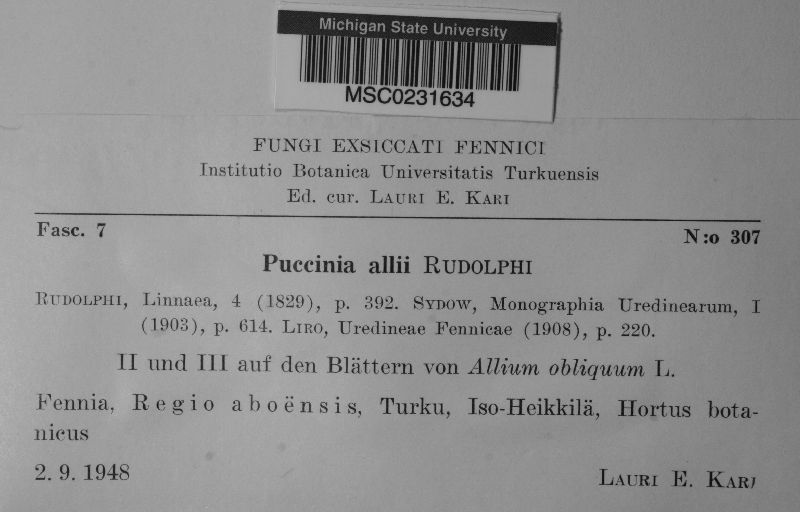 Michigan State University
MSC0231634
FUNGI EXSICCATI FENNICI
Institutio Botanica Universitatis Turkuensis
Ed. cur. LAURI E. KARI
Fasc. 7 N:o 307
Puccinia allii RUDOLPHI
RUDOLPHI, Linnaea, 4 (1829), p. 392. SYDOW, Monographia Uredinearum, I
(1903), p. 614. LIRO, Uredineae Fennicae (1908), p. 220.
II und III auf den Blättern von Allium obliquum L.
Fennia, Regio aboënsis, Turku, Iso-Heikkilä, Hortus bota-
nicus
2. 9. 1948 LAURI E. KARI